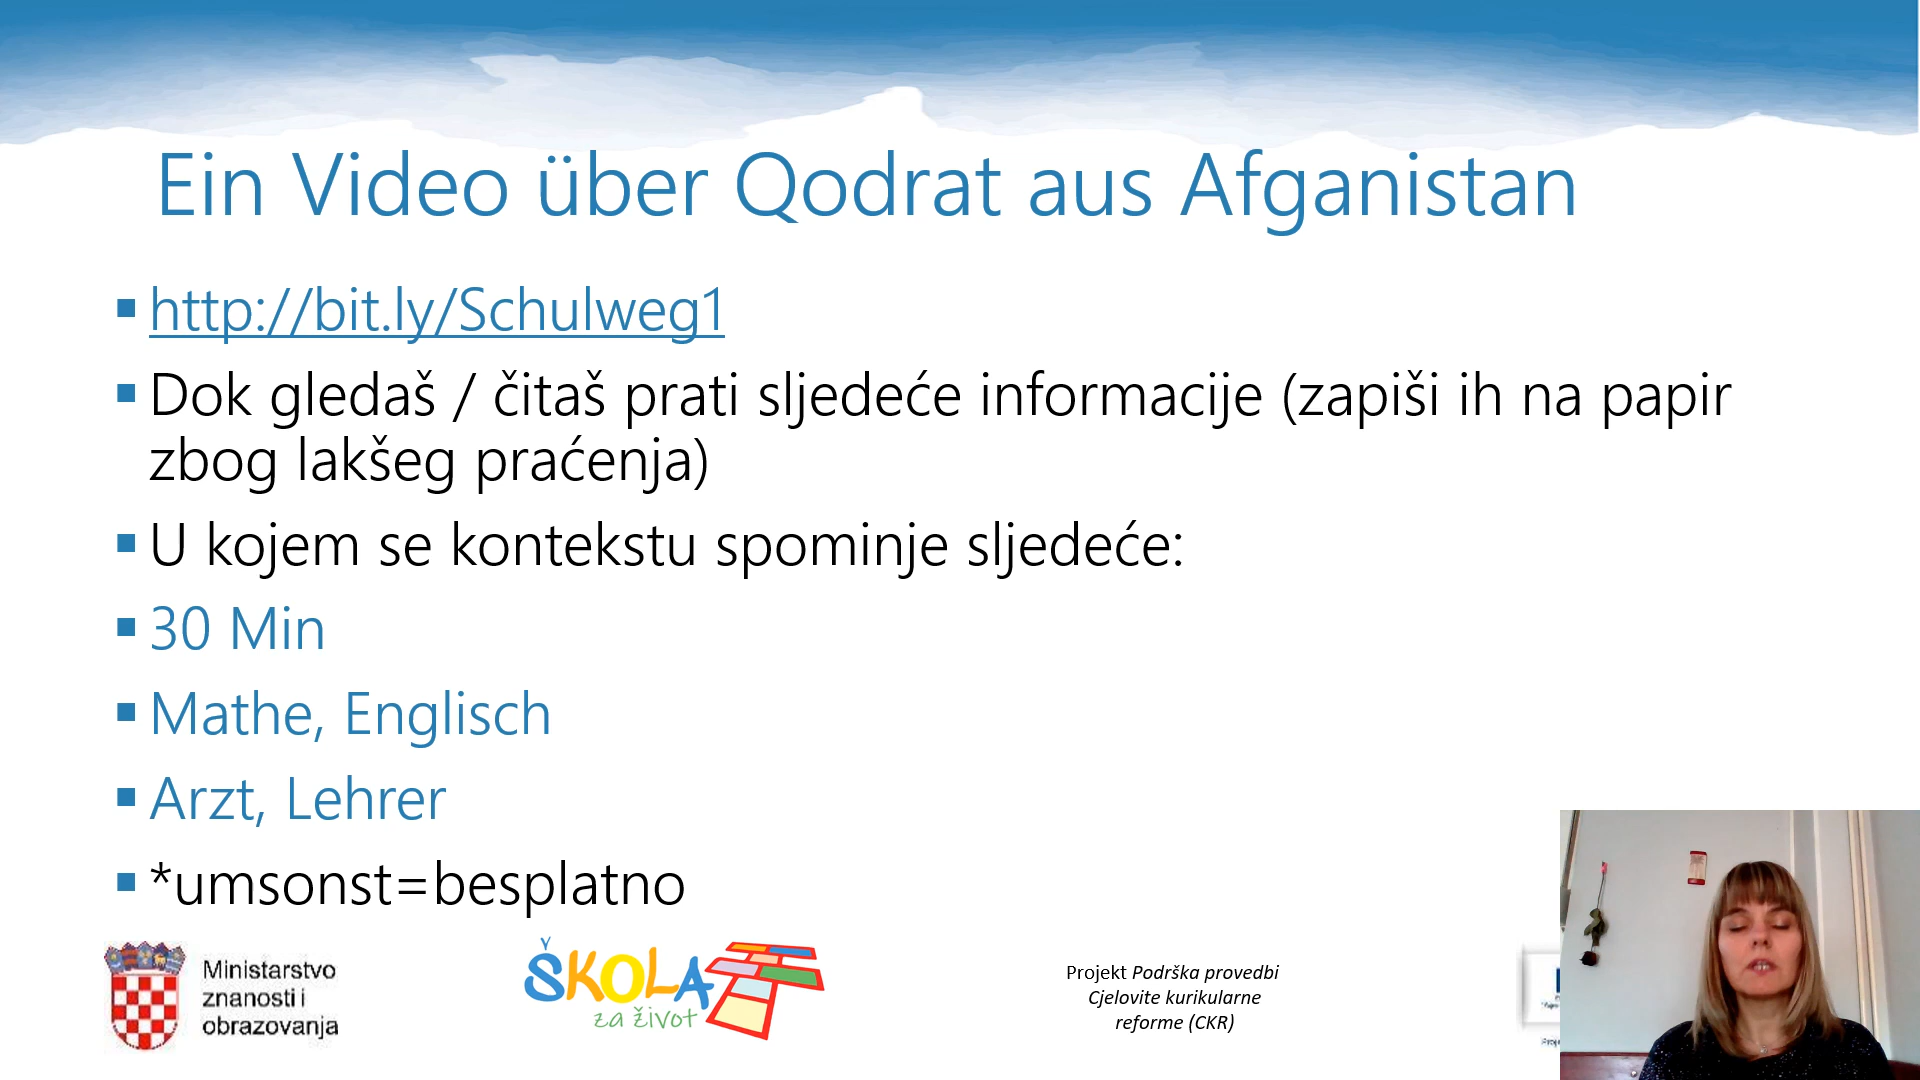 Ein Video über Qodrat aus Afganistan
http://bit.ly/Schulweg1
Dok gledaš / čitaš prati sljedeće informacije (zapiši ih na papir
zbog lakšeg praćenja)
U kojem se kontekstu spominje sljedeće:
30 Min
Mathe, Englisch
Arzt, Lehrer
*umsonst=besplatno
Ministarstvo
znanosti i
obrazovanja
ŠKOLA
za život
Projekt Podrška provedbi
Cjelovite kurikularne
reforme (CKR)